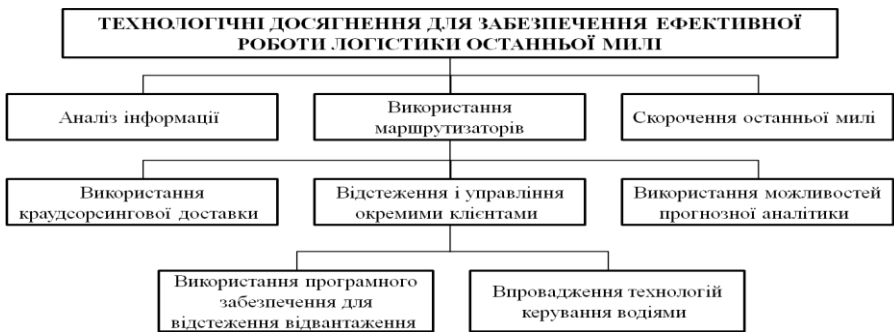 ТЕХНОЛОГІЧНІ ДОСЯГНЕННЯ ДЛЯ ЗАБЕЗПЕЧЕННЯ ЕФЕКТИВНОЇ
РОБОТИ ЛОГІСТИКИ ОСТАННЬОЇ МИЛІ
Аналіз інформації
Використання
маршрутизаторів
Скорочення останньої милі
Використання
краудсорсингової доставки
Відстеження і управління
окремими клієнтами
Використання можливостей
прогнозної аналітики
Використання програмного
забезпечення для
відстеження відвантаження
Впровадження технологій
керування водіями